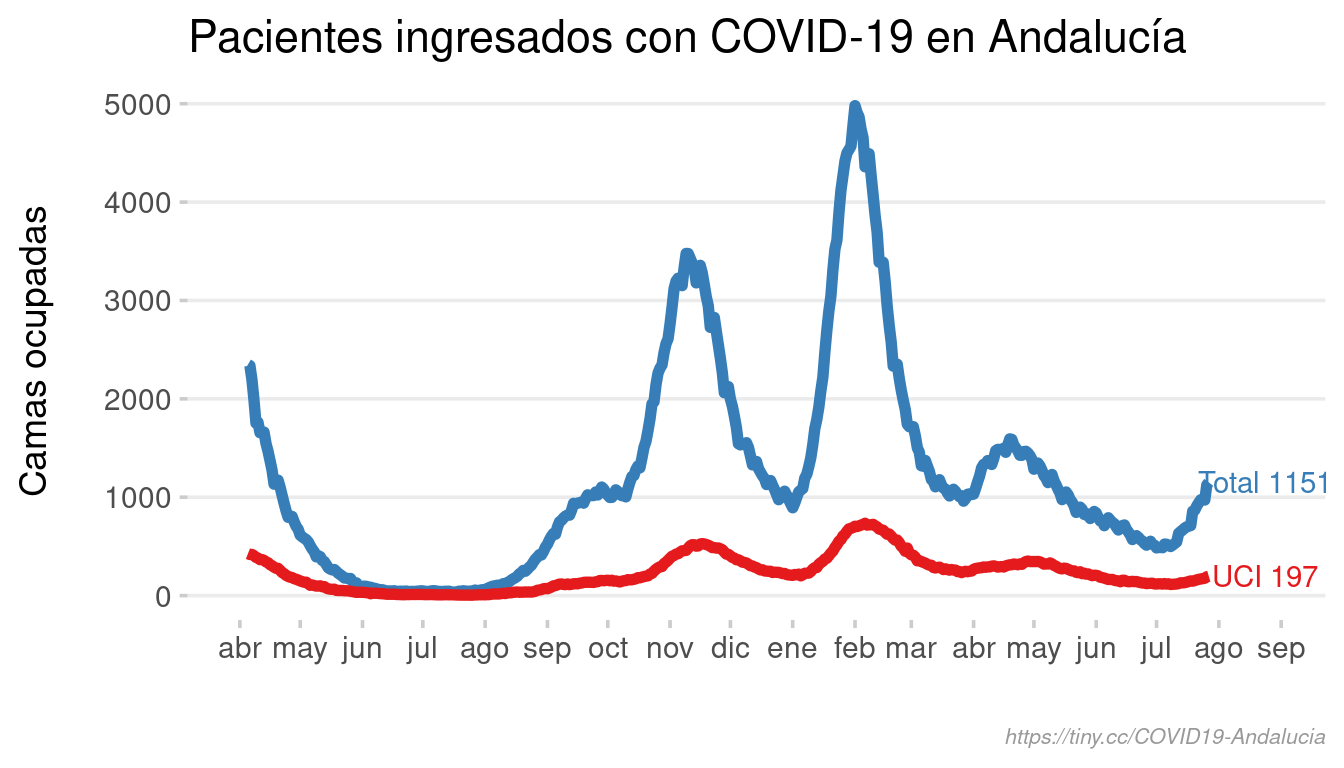 Pacientes ingresados con COVID-19 en Andalucía
Camas ocupadas
5000
4000
3000
2000
1000
0
Total 1151
UCI 197
abr may jun jul ago sep oct nov dic ene feb mar abr may jun jul ago sep
https://tiny.cc/COVID19-Andalucia